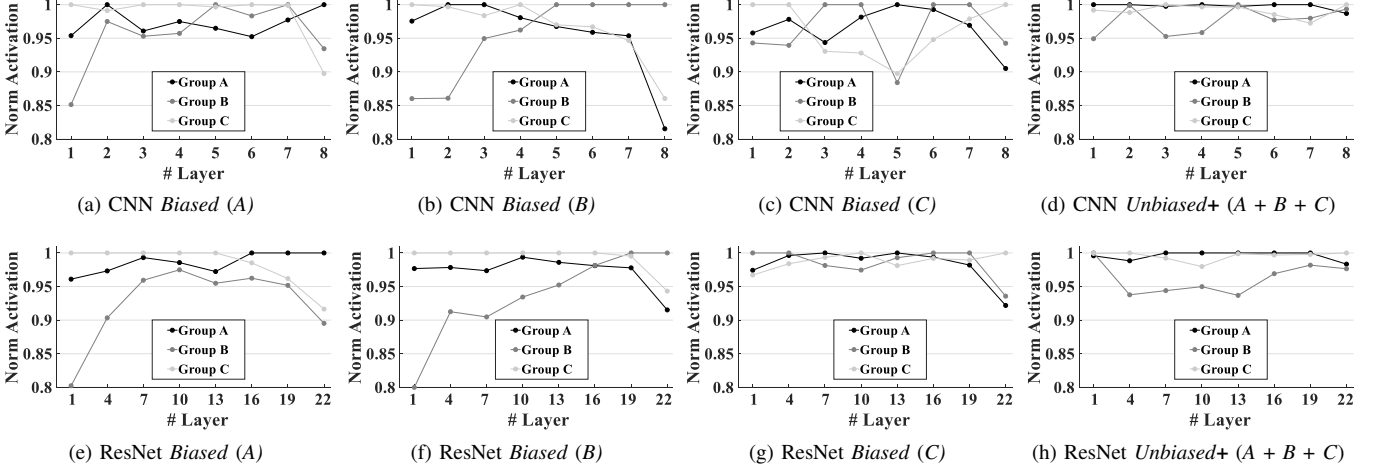 Norm Activation
1
0.95
0.9
0.85
0.8
Group A
Group B
Group C
1 2 3 4 5 6 7 8
# Layer
(a) CNN Biased (A)
Norm Activation
1
0.95
0.9
0.85
0.8
Group A
Group B
Group C
1 2 3 4 5 6 7 8
# Layer
(b) CNN Biased (B)
Norm Activation
1
0.95
0.9
0.85
0.8
Group A
Group B
Group C
1 2 3 4 5 6 7 8
# Layer
(c) CNN Biased (C)
Norm Activation
1
0.95
0.9
0.85
0.8
Group A
Group B
Group C
1 2 3 4 5 6 7 8
# Layer
(d) CNN Unbiased+ (A + B + C)
Norm Activation
1
0.95
0.9
0.85
0.8
Group A
Group B
Group C
1 4 7 10 13 16 19 22
# Layer
(e) ResNet Biased (A)
Norm Activation
1
0.95
0.9
0.85
0.8
Group A
Group B
Group C
1 4 7 10 13 16 19 22
# Layer
(f) ResNet Biased (B)
Norm Activation
1
0.95
0.9
0.85
0.8
Group A
Group B
Group C
1 4 7 10 13 16 19 22
# Layer
(g) ResNet Biased (C)
Norm Activation
1
0.95
0.9
0.85
0.8
Group A
Group B
Group C
1 4 7 10 13 16 19 22
# Layer
(h) ResNet Unbiased+ (A + B + C)